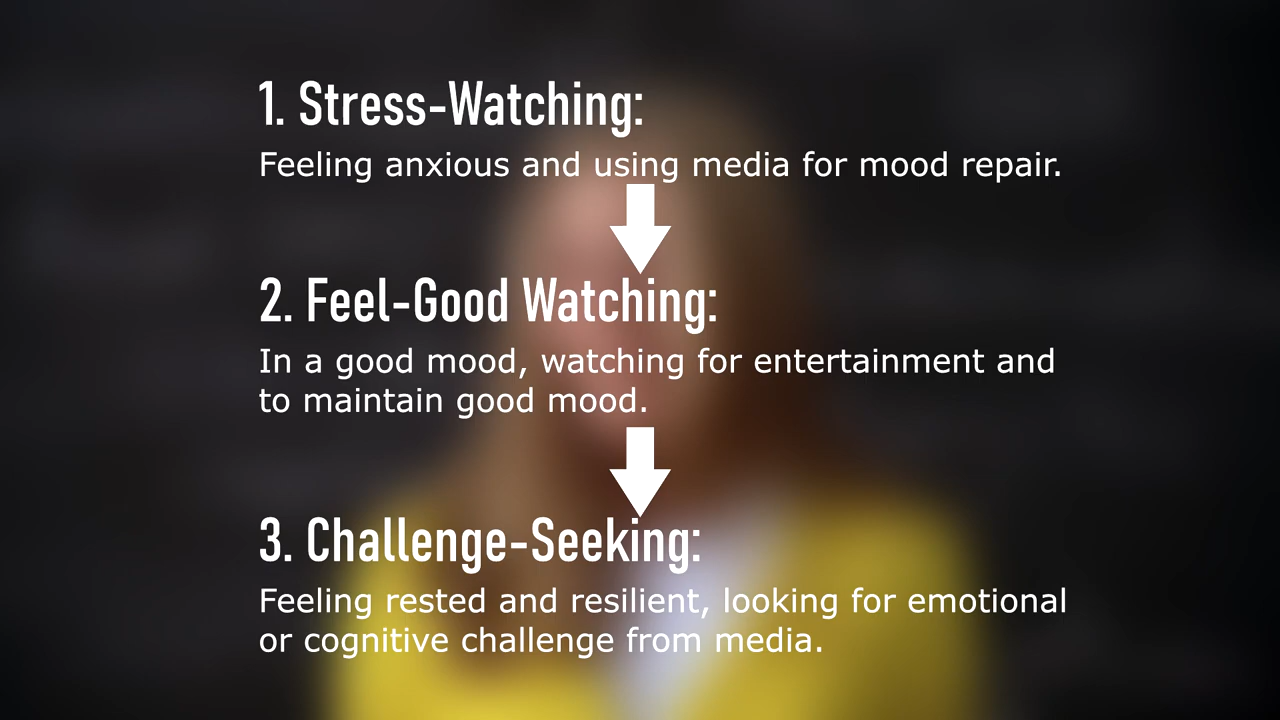 1. Stress-Watching:
Feeling anxious and using media for mood repair.
2. Feel-Good Watching:
In a good mood, watching for entertainment and
to maintain good mood.
3. Challenge-Seeking:
Feeling rested and resilient, looking for emotional
or cognitive challenge from media.